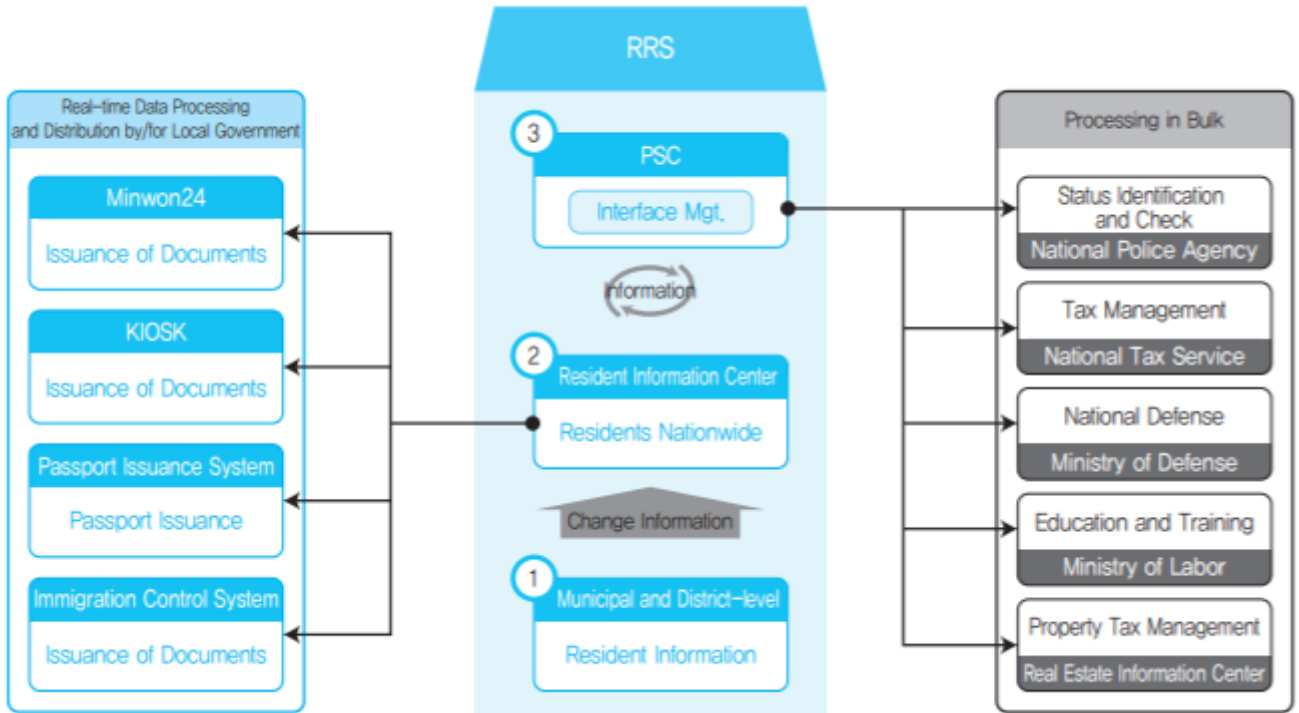 RRS
Real-time Data Processing
and Distribution by/for Local Government
Minwon24
Issuance of Documents
KIOSK
Issuance of Documents
Passport Issuance System
Passport Issuance
Immigration Control System
Issuance of Documents
3
PSC
Interface Mgt.
Information
2
Resident Information Center
Residents Nationwide
Change Information
1
Municipal and District-level
Resident Information
Processing in Bulk
Status Identification
and Check
National Police Agency
Tax Management
National Tax Service
National Defense
Ministry of Defense
Education and Training
Ministry of Labor
Property Tax Management
Real Estate Information Center